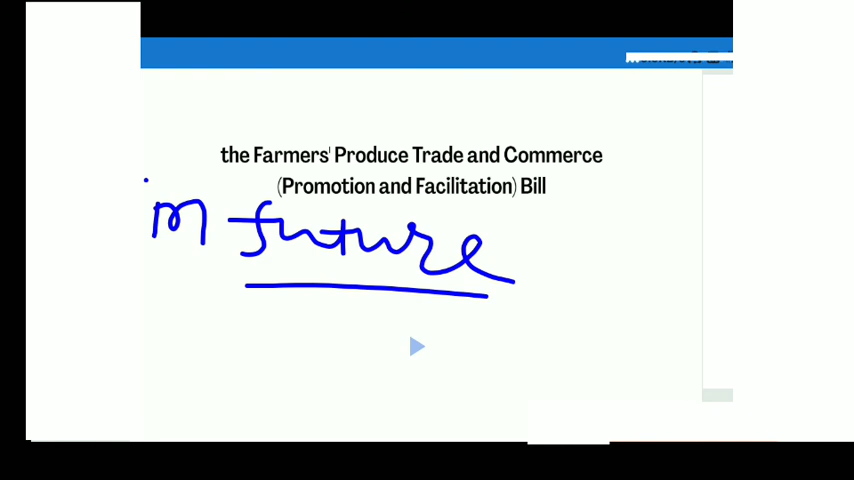 the Farmers' Produce Trade and Commerce
(Promotion and Facilitation) Bill
in future